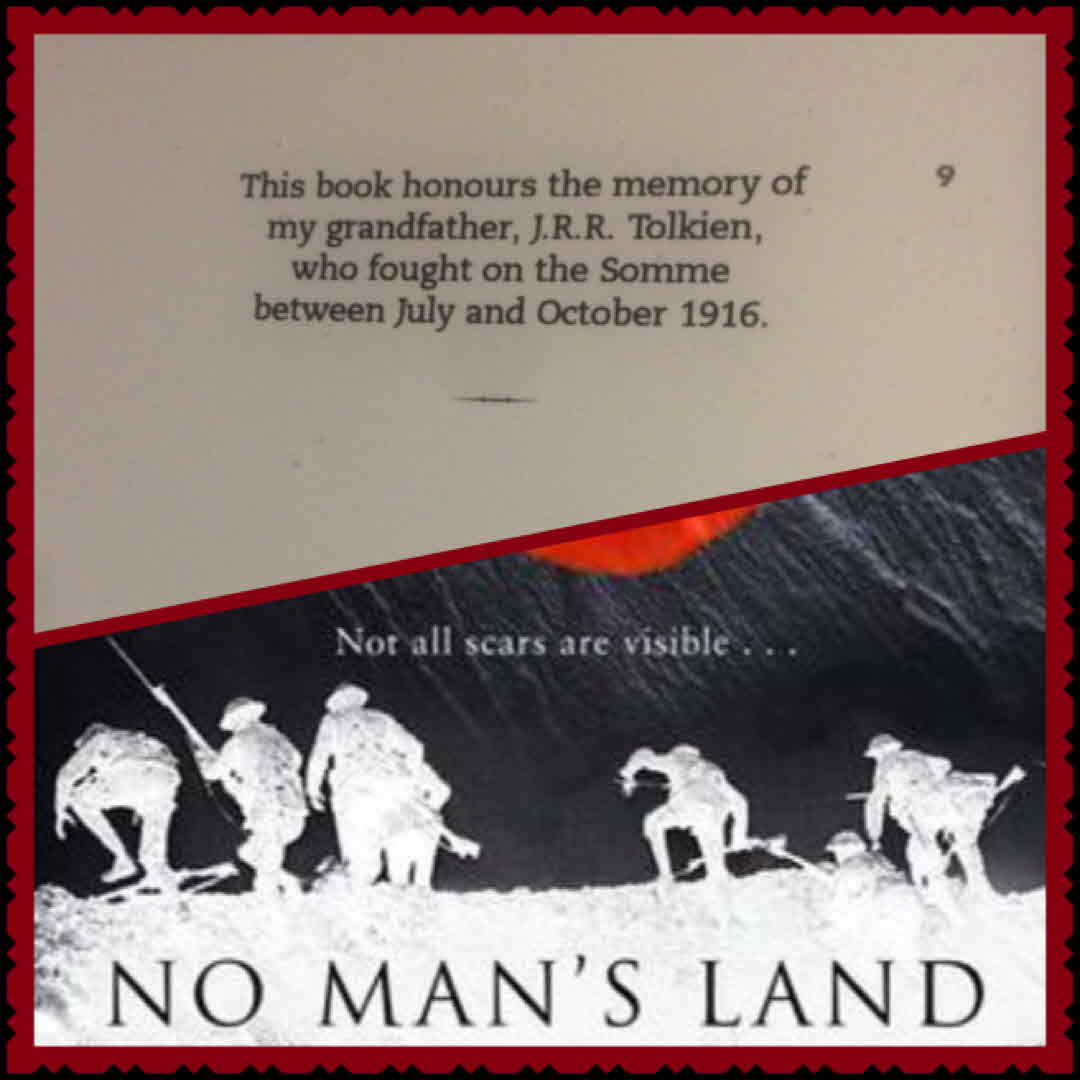 This book honours the memory of
9
my grandfather, J.R.R. Tolkien,
who fought on the Somme
between July and October 1916.
Not all scars are visible . . .
NO MAN'S LAND